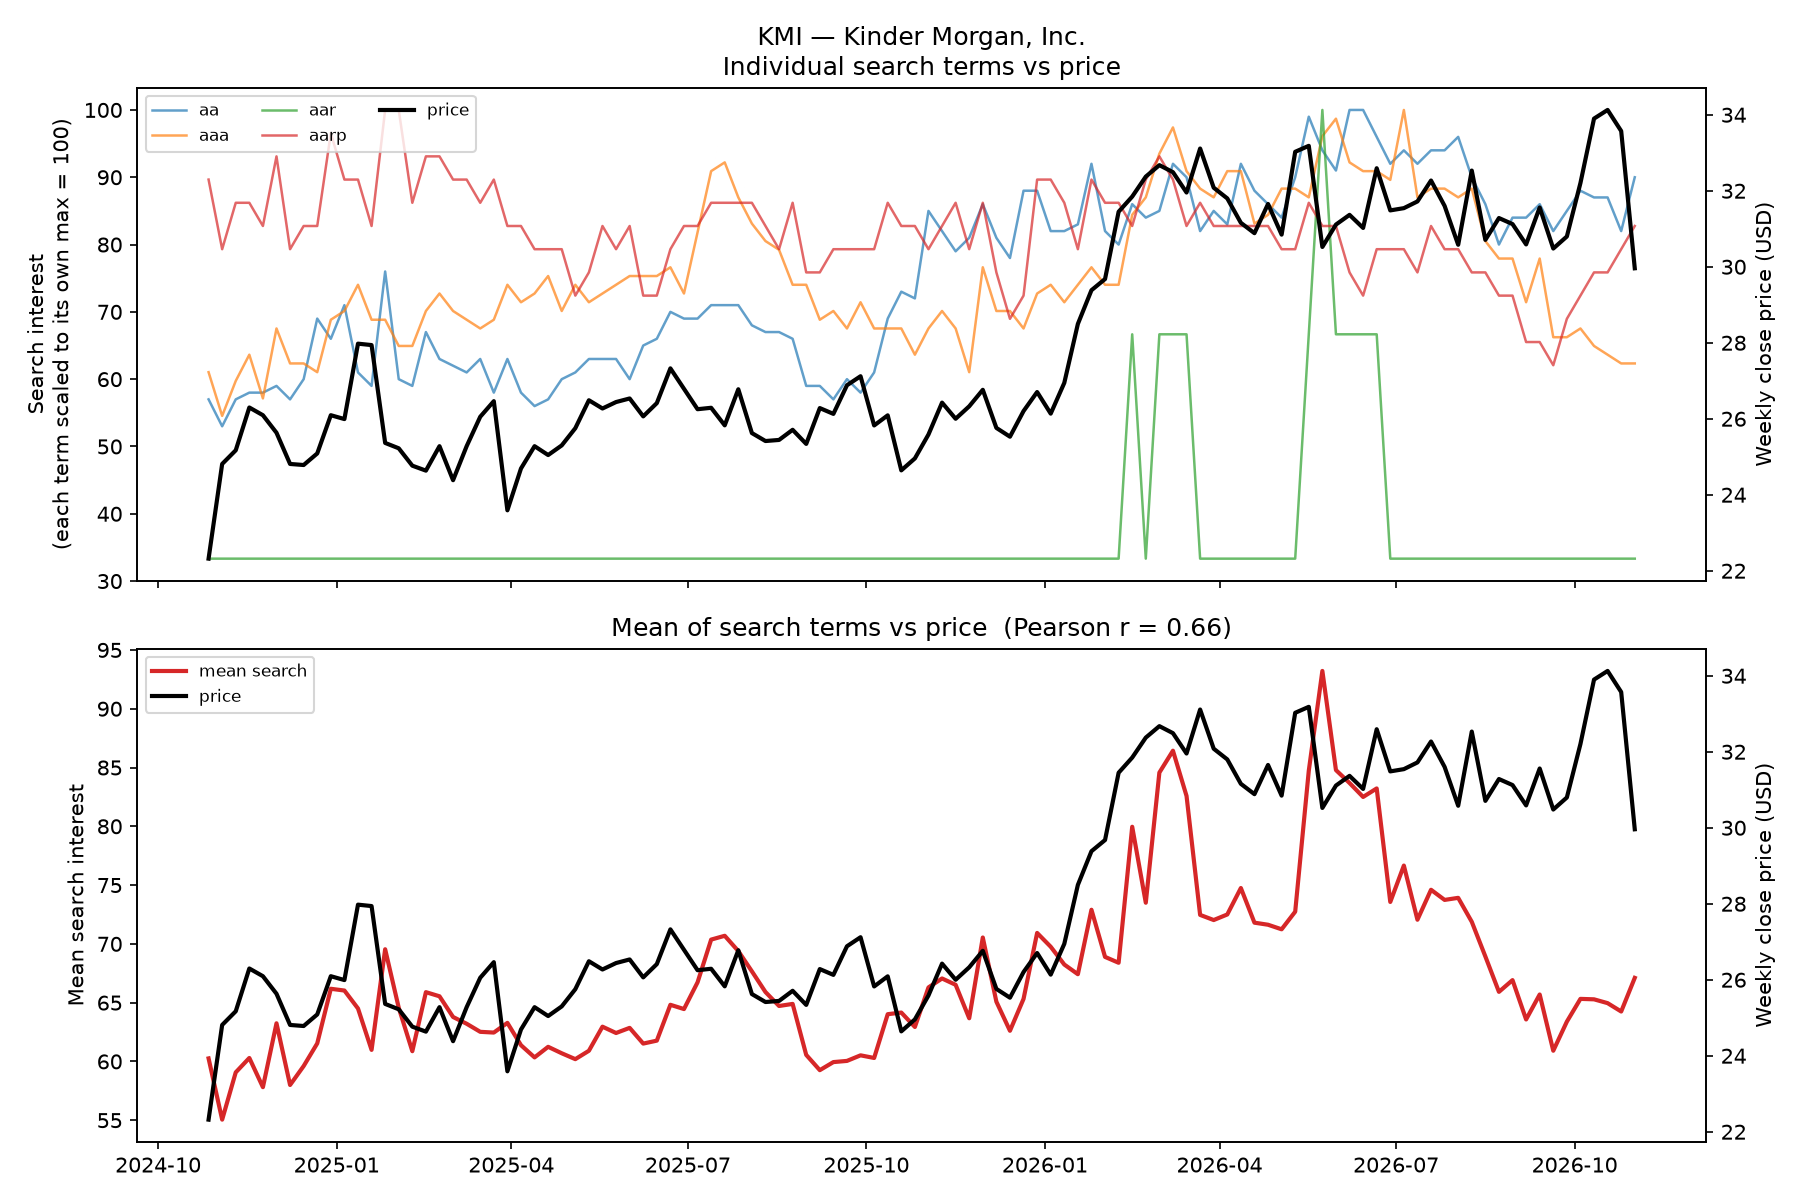 KMI — Kinder Morgan, Inc.
Individual search terms vs price
aa
aaa
aar
aarp
price
100
90
80
70
60
50
40
30
Search interest
(each term scaled to its own max = 100)
34
32
30
28
26
24
22
Weekly close price (USD)
Mean of search terms vs price (Pearson r = 0.66)
mean search
price
95
90
85
80
75
70
65
60
55
Mean search interest
34
32
30
28
26
24
22
Weekly close price (USD)
2024-10
2025-01
2025-04
2025-07
2025-10
2026-01
2026-04
2026-07
2026-10